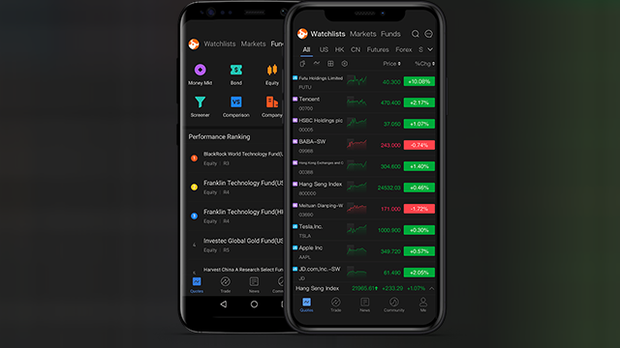 Watchlists Markets Fun
Money Mkt Bond Equity
Screener Comparison Company
VS
Performance Ranking
BlackRock World Technology Fund(US
Equity | R3
Franklin Technology Fund(US
Equity | R4
Franklin Technology Fund(H
Equity | R4
Investec Global Gold Fund(US
Equity | R5
Harvest China A Research Select Fund
Quotes Trade News Comm
Watchlists Markets Funds
All US HK CN Futures Forex S
Price %Chg
Futu Holdings Limited 40.300 +10.08%
FUTU
Tencent 479.400 +2.17%
00700
HSBC Holdings plc 37.050 +1.07%
00005
BABA-SW 243.000 -0.74%
09988
Hong Kong Exchanges and C 304.600 +1.40%
00388
Hang Seng Index 24532.03 +0.46%
800000
Meituan Dianping-W 171.000 -1.72%
03690
Tesla,Inc. 1000.900 +0.30%
TSLA
Apple Inc 349.720 +0.57%
AAPL
JD.com,Inc.-SW 61.490 +2.05%
JD
Hang Seng Index 21965.61 +233.29 +1.07%
Quotes Trade News Community Me